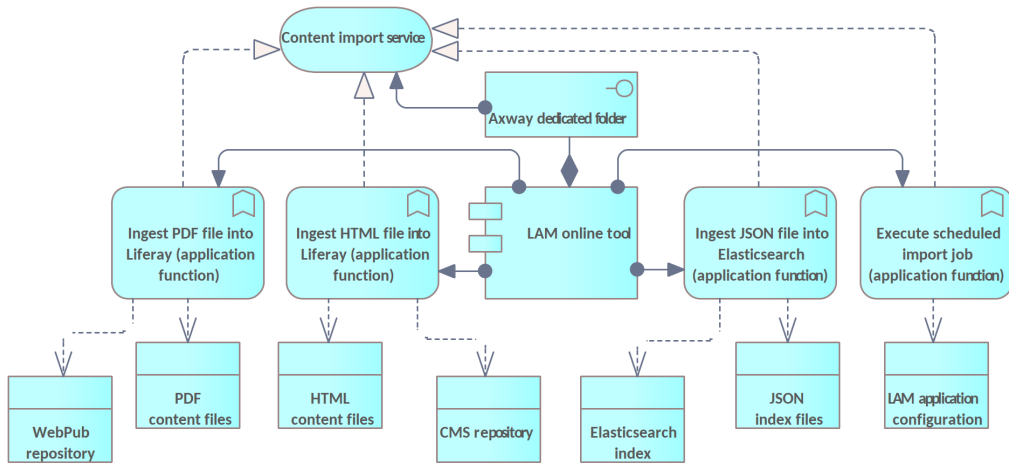 Content import service
Axway dedicated folder
Ingest PDF file into
Liferay (application
function)
Ingest HTML file into
Liferay (application
function)
LAM online tool
Ingest JSON file into
Elasticsearch
(application function)
Execute scheduled
import job
(application function)
WebPub
repository
PDF
content files
HTML
content files
CMS repository
Elasticsearch
index
JSON
index files
LAM application
configuration